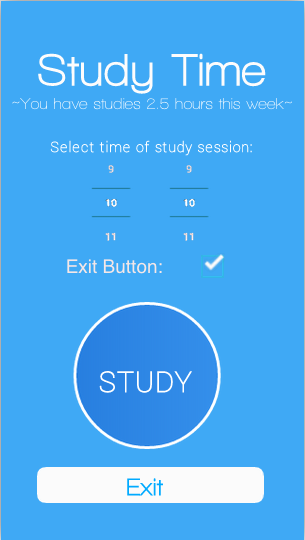 Study Time
~You have studies 2.5 hours this week~
Select time of study session:
9 9
10 10
11 11
Exit Button:
STUDY
Exit